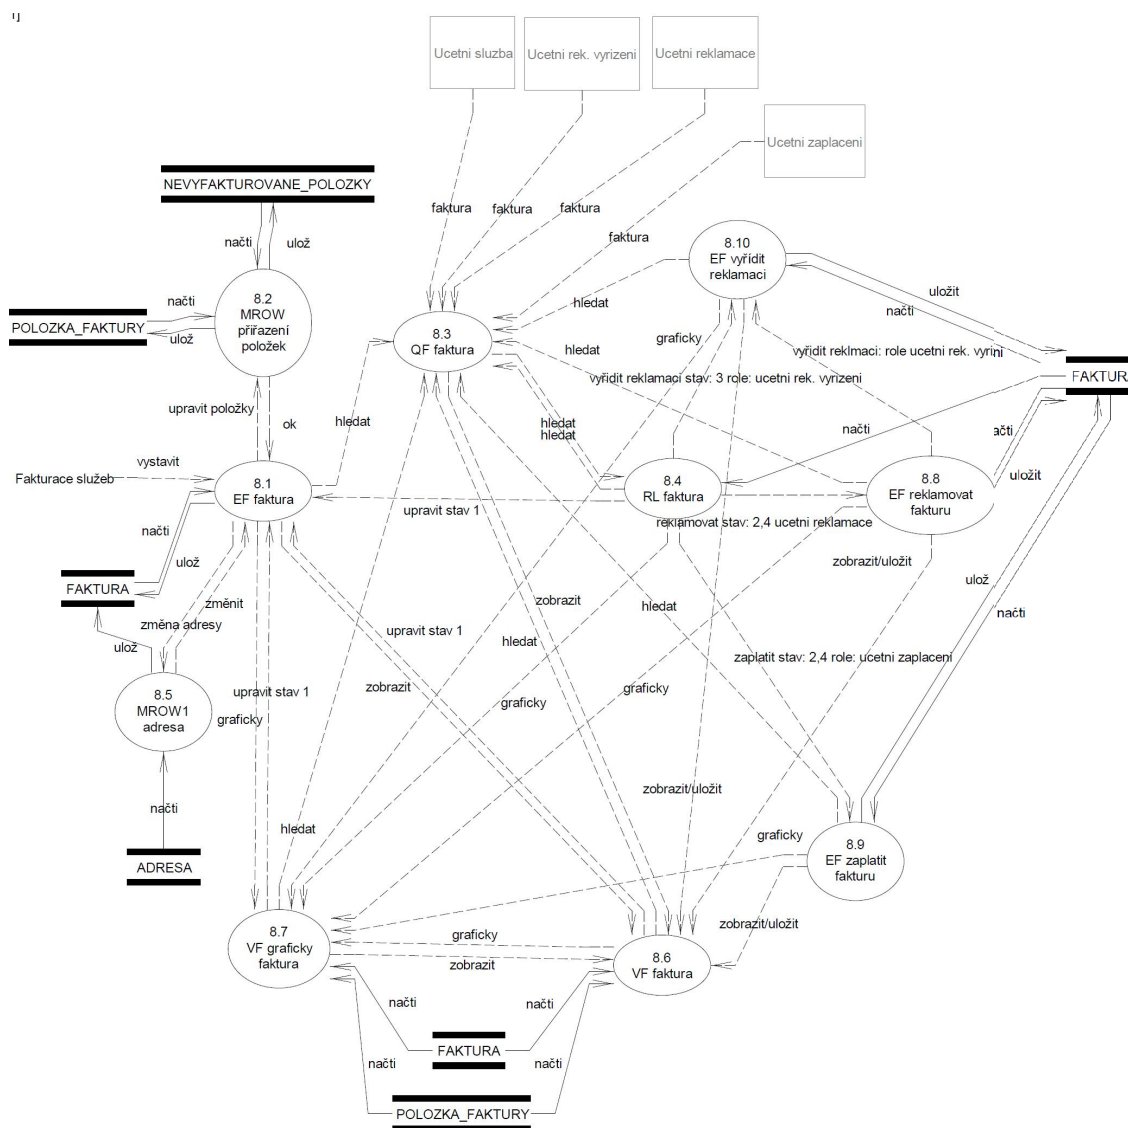 Ucetni sluzba
Ucetni rek. vyrizeni
Ucetni reklamace
Ucetni zaplaceni
NEVYFAKTUROVANE_POLOZKY
faktura
faktura
faktura
faktura
načti
ulož
8.10
EF vyřídit
reklamaci
uložit
načti
8.2
MROW
přiřazení
položek
načti
POLOZKA_FAKTURY
ulož
hledat
graficky
8.3
QF faktura
hledat
vyřidit reklmaci: role ucetni rek. vyrizeni
vyřidit reklamaci stav: 3 role: ucetni rek. vyrizeni
FAKTURA
upravit položky
ok
hledat
hledat
hledat
načti
načti
vystavit
Fakturace služeb
8.1
EF faktura
8.4
RL faktura
8.8
EF reklamovat
fakturu
uložit
upravit stav 1
reklamovat stav: 2,4 ucetni reklamace
načti
ulož
zobrazit/uložit
ulož
načti
FAKTURA
změnit
zobrazit
hledat
změna adresy
ulož
upravit stav 1
hledat
zaplatit stav: 2,4 role: ucetni zaplacení
zobrazit
8.5
MROW1
adresa
upravit stav 1
graficky
graficky
graficky
načti
zobrazit/uložit
ADRESA
hledat
graficky
8.9
EF zaplatit
fakturu
zobrazit/uložit
8.7
VF graficky
faktura
graficky
zobrazit
8.6
VF faktura
načti
načti
FAKTURA
načti
načti
POLOZKA_FAKTURY